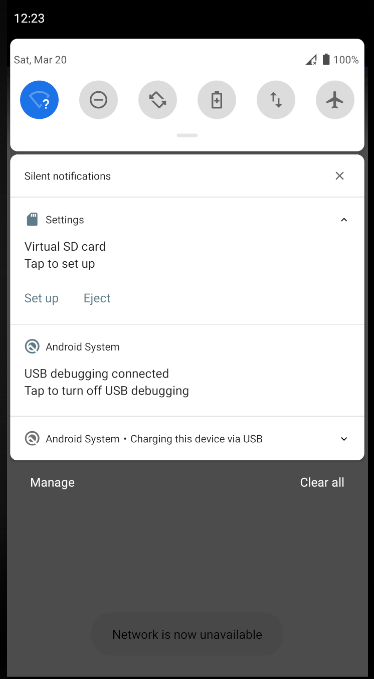 12:23
Sat, Mar 20 100%
?
Silent notifications
Settings
Virtual SD card
Tap to set up
Set up Eject
Android System
USB debugging connected
Tap to turn off USB debugging
Android System • Charging this device via USB
Manage Clear all
Network is now unavailable